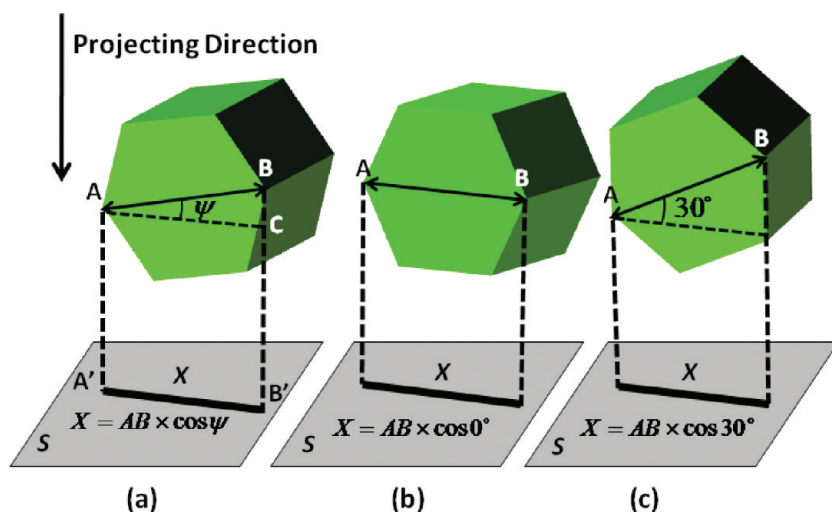 Projecting Direction
A B ψ C
A B
A B 30°
A' X B'
X = AB × cosψ
S
X
X = AB × cos0°
S
X
X = AB × cos30°
S
(a) (b) (c)